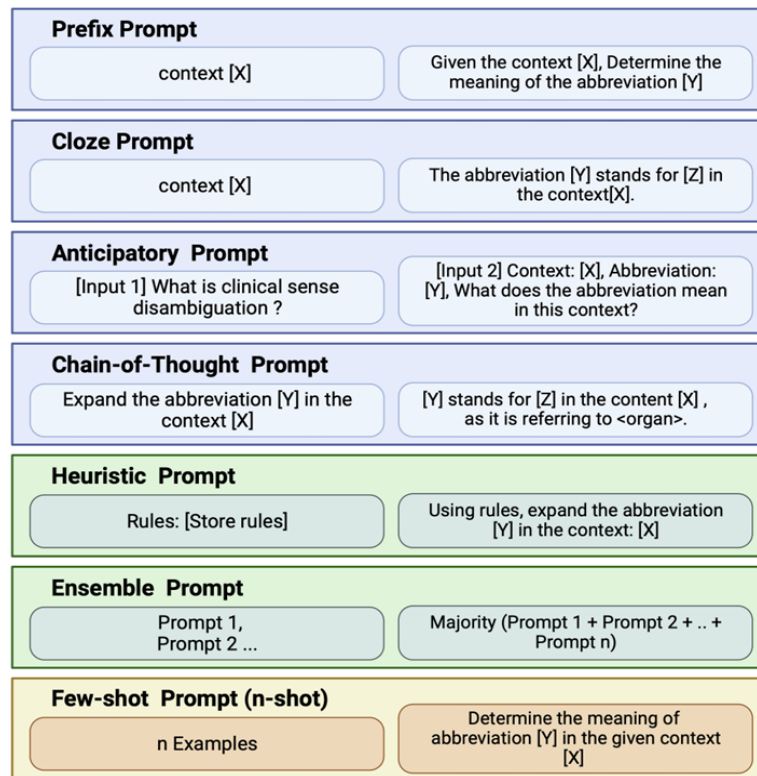 Prefix Prompt
context [X]
Given the context [X], Determine the
meaning of the abbreviation [Y]
Cloze Prompt
context [X]
The abbreviation [Y] stands for [Z] in
the context[X].
Anticipatory Prompt
[Input 1] What is clinical sense
disambiguation ?
[Input 2] Context: [X], Abbreviation:
[Y], What does the abbreviation mean
in this context?
Chain-of-Thought Prompt
Expand the abbreviation [Y] in the
context [X]
[Y] stands for [Z] in the content [X] ,
as it is referring to <organ>.
Heuristic Prompt
Rules: [Store rules]
Using rules, expand the abbreviation
[Y] in the context: [X]
Ensemble Prompt
Prompt 1,
Prompt 2 ...
Majority (Prompt 1 + Prompt 2 + .. +
Prompt n)
Few-shot Prompt (n-shot)
n Examples
Determine the meaning of
abbreviation [Y] in the given context
[X]